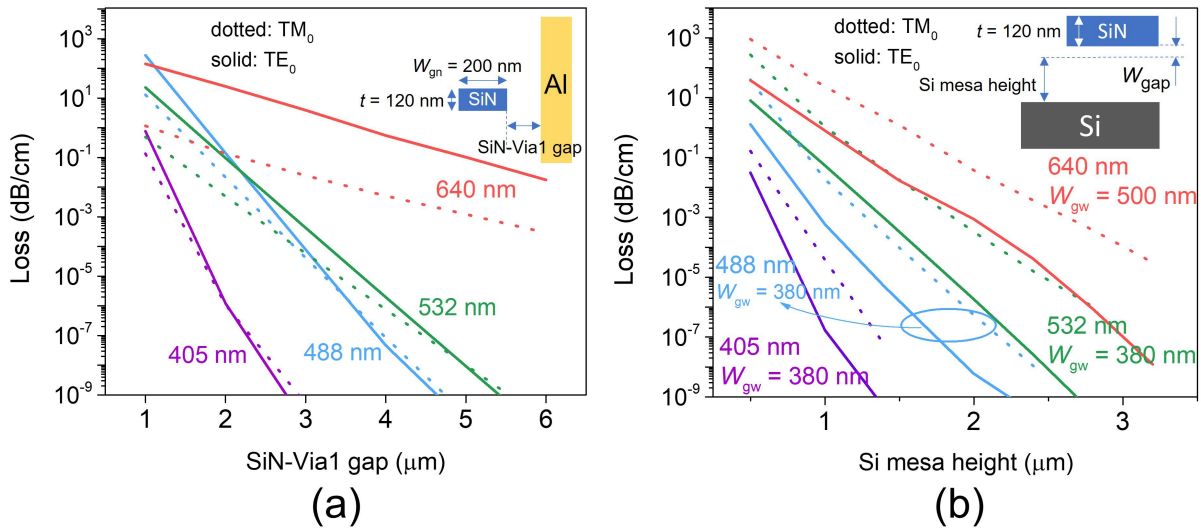 dotted: TM0
solid: TE0
Wgn = 200 nm
t = 120 nm
SiN
Al
SiN-Via1 gap
640 nm
532 nm
488 nm
405 nm
Loss (dB/cm)
10^3
10^1
10^-1
10^-3
10^-5
10^-7
10^-9
1 2 3 4 5 6
SiN-Via1 gap (μm)
(a)
dotted: TM0
solid: TE0
t = 120 nm
SiN
Si mesa height
Wgap
Si
640 nm
Wgw = 500 nm
488 nm
Wgw = 380 nm
532 nm
Wgw = 380 nm
405 nm
Wgw = 380 nm
Loss (dB/cm)
10^3
10^1
10^-1
10^-3
10^-5
10^-7
10^-9
1 2 3
Si mesa height (μm)
(b)